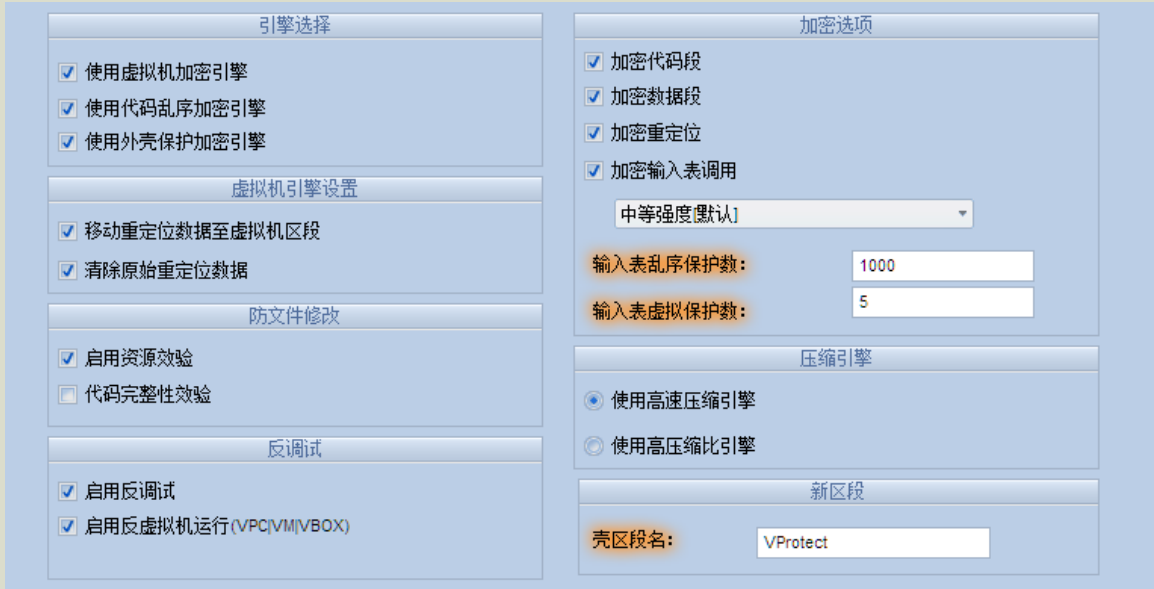 引擎选择
使用虚拟机加密引擎
使用代码乱序加密引擎
使用外壳保护加密引擎
虚拟机引擎设置
移动重定位数据至虚拟机区段
清除原始重定位数据
防文件修改
启用资源效验
代码完整性效验
反调试
启用反调试
启用反虚拟机运行(VPC|VM|VBOX)
加密选项
加密代码段
加密数据段
加密重定位
加密输入表调用
中等强度[默认]
输入表乱序保护数: 1000
输入表虚拟保护数: 5
压缩引擎
使用高速压缩引擎
使用高压缩比引擎
新区段
壳区段名: VProtect